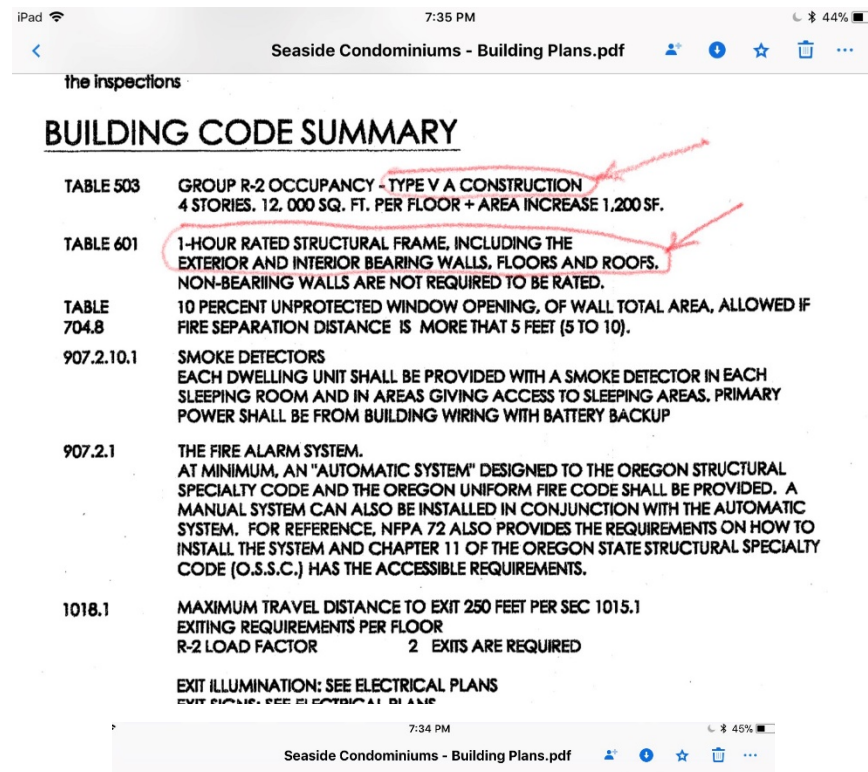 iPad 7:35 PM 44%
Seaside Condominiums - Building Plans.pdf
the inspections
BUILDING CODE SUMMARY
TABLE 503 GROUP R-2 OCCUPANCY - TYPE V A CONSTRUCTION
4 STORIES. 12, 000 SQ. FT. PER FLOOR + AREA INCREASE 1,200 SF.
TABLE 601 1-HOUR RATED STRUCTURAL FRAME, INCLUDING THE
EXTERIOR AND INTERIOR BEARING WALLS, FLOORS AND ROOFS.
NON-BEARIING WALLS ARE NOT REQUIRED TO BE RATED.
TABLE 10 PERCENT UNPROTECTED WINDOW OPENING, OF WALL TOTAL AREA, ALLOWED IF
704.8 FIRE SEPARATION DISTANCE IS MORE THAT 5 FEET (5 TO 10).
907.2.10.1 SMOKE DETECTORS
EACH DWELLING UNIT SHALL BE PROVIDED WITH A SMOKE DETECTOR IN EACH
SLEEPING ROOM AND IN AREAS GIVING ACCESS TO SLEEPING AREAS. PRIMARY
POWER SHALL BE FROM BUILDING WIRING WITH BATTERY BACKUP
907.2.1 THE FIRE ALARM SYSTEM.
AT MINIMUM, AN "AUTOMATIC SYSTEM" DESIGNED TO THE OREGON STRUCTURAL
SPECIALTY CODE AND THE OREGON UNIFORM FIRE CODE SHALL BE PROVIDED. A
MANUAL SYSTEM CAN ALSO BE INSTALLED IN CONJUNCTION WITH THE AUTOMATIC
SYSTEM. FOR REFERENCE, NFPA 72 ALSO PROVIDES THE REQUIREMENTS ON HOW TO
INSTALL THE SYSTEM AND CHAPTER 11 OF THE OREGON STATE STRUCTURAL SPECIALTY
CODE (O.S.S.C.) HAS THE ACCESSIBLE REQUIREMENTS.
1018.1 MAXIMUM TRAVEL DISTANCE TO EXIT 250 FEET PER SEC 1015.1
EXITING REQUIREMENTS PER FLOOR
R-2 LOAD FACTOR 2 EXITS ARE REQUIRED
EXIT ILLUMINATION: SEE ELECTRICAL PLANS
EXIT SIGNS: SEE ELECTRICAL PLANS
7:34 PM 45%
Seaside Condominiums - Building Plans.pdf